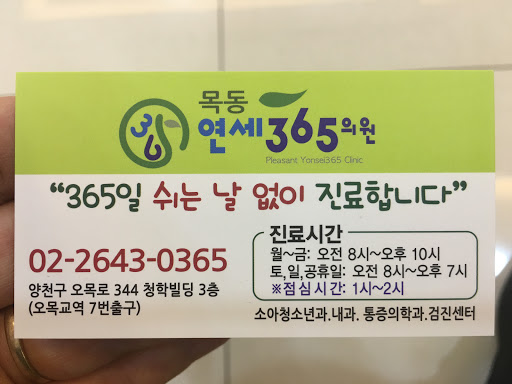 365
목동
연세365의원
Pleasant Yonsei365 Clinic
“365일 쉬는 날 없이 진료합니다”
02-2643-0365
양천구 오목로 344 청학빌딩 3층
(오목교역 7번출구)
진료시간
월~금: 오전 8시~오후 10시
토,일,공휴일: 오전 8시~오후 7시
※점심시간: 1시~2시
소아청소년과.내과. 통증의학과.검진센터